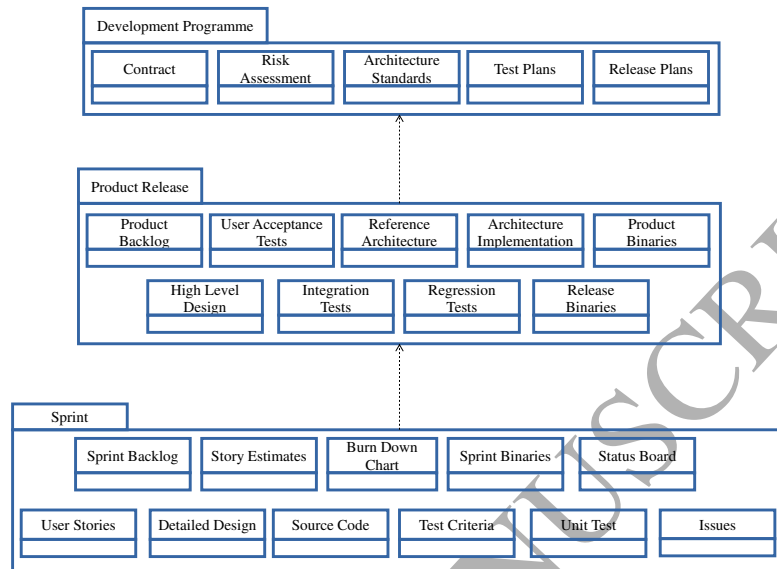 Development Programme
Contract
Risk
Assessment
Architecture
Standards
Test Plans
Release Plans
Product Release
Product
Backlog
User Acceptance
Tests
Reference
Architecture
Architecture
Implementation
Product
Binaries
High Level
Design
Integration
Tests
Regression
Tests
Release
Binaries
Sprint
Sprint Backlog
Story Estimates
Burn Down
Chart
Sprint Binaries
Status Board
User Stories
Detailed Design
Source Code
Test Criteria
Unit Test
Issues